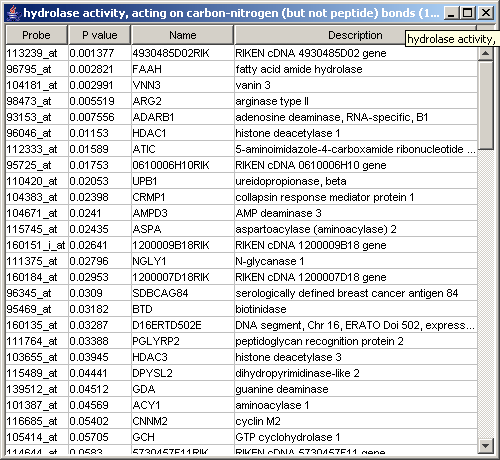 hydrolase activity, acting on carbon-nitrogen (but not peptide) bonds (1...
Probe P value Name Description
hydrolase activity,
113239_at 0.001377 4930485D02RIK RIKEN cDNA 4930485D02 gene
96795_at 0.002821 FAAH fatty acid amide hydrolase
104181_at 0.002991 VNN3 vanin 3
98473_at 0.005519 ARG2 arginase type II
93153_at 0.007556 ADARB1 adenosine deaminase, RNA-specific, B1
96046_at 0.01153 HDAC1 histone deacetylase 1
112333_at 0.01589 ATIC 5-aminoimidazole-4-carboxamide ribonucleotide ...
95725_at 0.01753 0610006H10RIK RIKEN cDNA 0610006H10 gene
110420_at 0.02053 UPB1 ureidopropionase, beta
104383_at 0.02398 CRMP1 collapsin response mediator protein 1
104671_at 0.0241 AMPD3 AMP deaminase 3
115745_at 0.02435 ASPA aspartoacylase (aminoacylase) 2
160151_i_at 0.02641 1200009B18RIK RIKEN cDNA 1200009B18 gene
111375_at 0.02796 NGLY1 N-glycanase 1
160184_at 0.02953 1200007D18RIK RIKEN cDNA 1200007D18 gene
96345_at 0.0309 SDBCAG84 serologically defined breast cancer antigen 84
95469_at 0.03182 BTD biotinidase
160135_at 0.03287 D16ERTD502E DNA segment, Chr 16, ERATO Doi 502, express...
111764_at 0.03388 PGLYRP2 peptidoglycan recognition protein 2
103655_at 0.03945 HDAC3 histone deacetylase 3
115489_at 0.04441 DPYSL2 dihydropyrimidinase-like 2
139512_at 0.04512 GDA guanine deaminase
101387_at 0.04569 ACY1 aminoacylase 1
116685_at 0.05402 CNNM2 cyclin M2
105414_at 0.05705 GCH GTP cyclohydrolase 1
114644_at 0.0583 5730457F11RIK RIKEN cDNA 5730457F11 gene